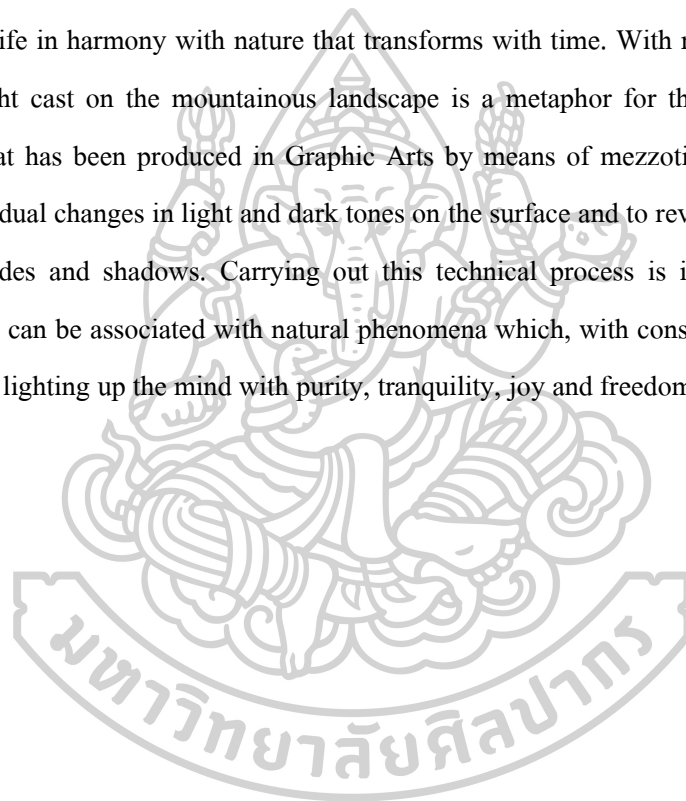 ife in harmony with nature that transforms with time. With
ht cast on the mountainous landscape is a metaphor for th
at has been produced in Graphic Arts by means of mezzoti
dual changes in light and dark tones on the surface and to rev
des and shadows. Carrying out this technical process is i
can be associated with natural phenomena which, with cons
lighting up the mind with purity, tranquility, joy and freedom
มหาวิทยาลัยศิลปากร